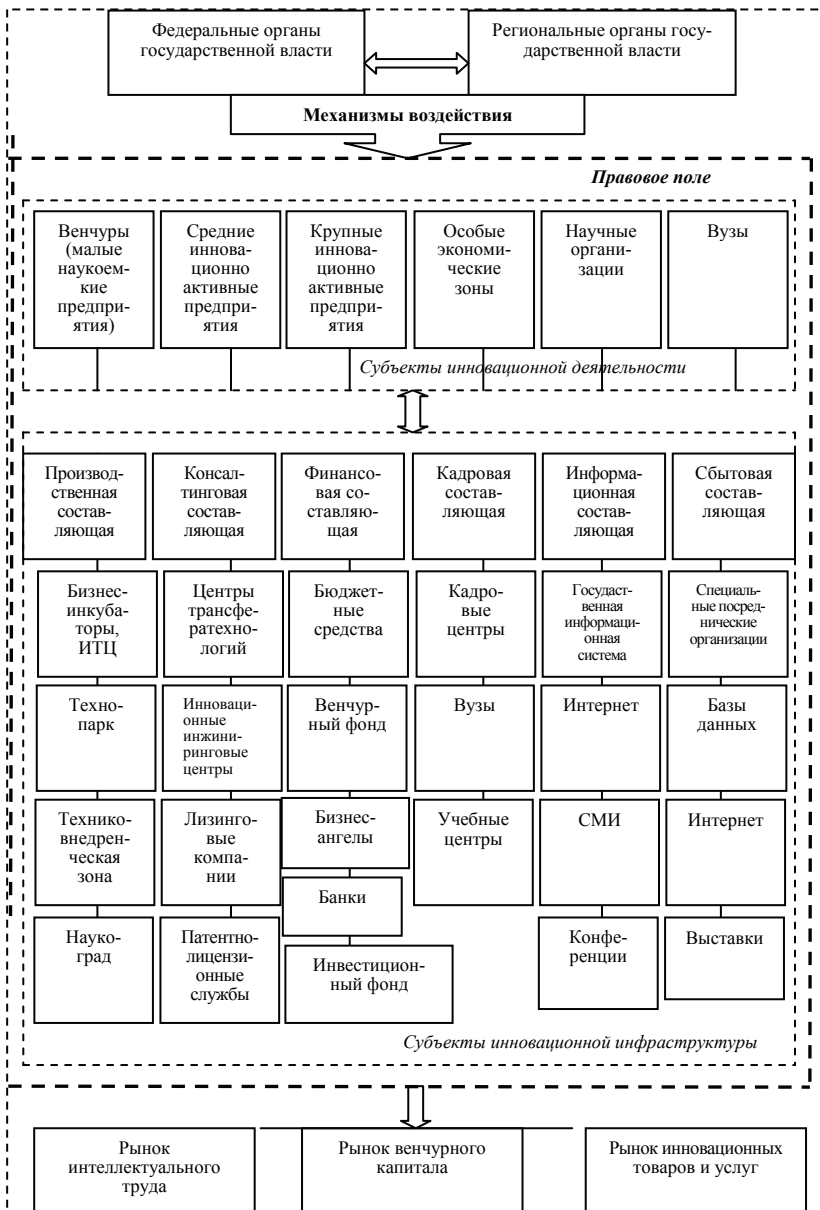 Федеральные органы
государственной власти
Региональные органы госу-
дарственной власти
Механизмы воздействия
Правовое поле
Венчуры
(малые
наукоем-
кие
предпри-
ятия)
Средние
иннова-
ционно
активные
предпри-
ятия
Крупные
иннова-
ционно
активные
предпри-
ятия
Особые
экономи-
ческие
зоны
Научные
органи-
зации
Вузы
Субъекты инновационной деятельности
Производ-
ственная
состав-
ляющая
Консал-
тинговая
состав-
ляющая
Финансо-
вая со-
ставляю-
щая
Кадровая
состав-
ляющая
Информа-
ционная
состав-
ляющая
Сбытовая
состав-
ляющая
Бизнес-
инкуба-
торы,
ИТЦ
Центры
трансфе-
ратехно-
логий
Бюджет-
ные
средства
Кадро-
вые
центры
Госудаст-
венная
информаци-
онная
система
Специаль-
ные посред-
нические
организации
Техно-
парк
Инноваци-
онные
инжини-
ринговые
центры
Венчур-
ный фонд
Вузы
Интернет
Базы
данных
Технико-
внедрен-
ческая
зона
Лизинго-
вые
компа-
нии
Бизнес-
ангелы
Учебные
центры
СМИ
Интернет
Банки
Науко-
град
Патентно-
лицензи-
онные
службы
Инвестицион-
ный фонд
Конфе-
ренции
Выставки
Субъекты инновационной инфраструктуры
Рынок
интеллектуального
труда
Рынок венчурного
капитала
Рынок инновационных
товаров и услуг